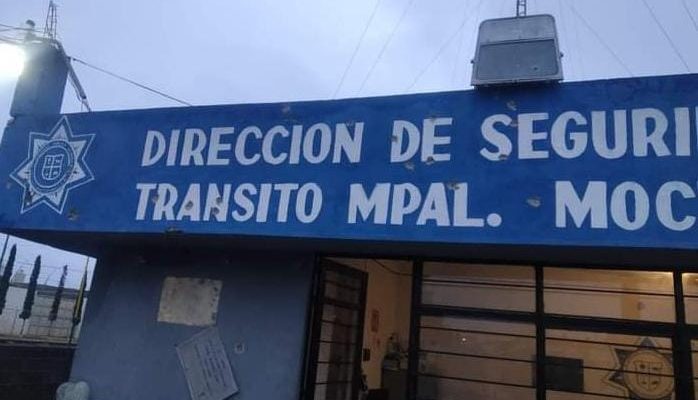 DIRECCION DE SEGURI
TRANSITO MPAL. MOC